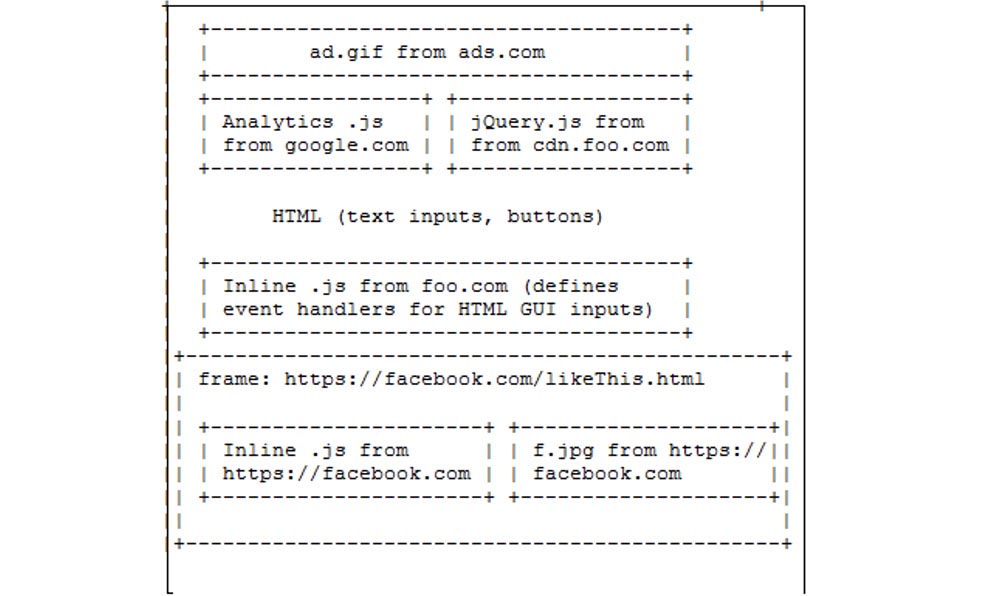 ad.gif from ads.com
Analytics .js
from google.com
jQuery.js from
from cdn.foo.com
HTML (text inputs, buttons)
Inline .js from foo.com (defines
event handlers for HTML GUI inputs)
frame: https://facebook.com/likeThis.html
Inline .js from
https://facebook.com
f.jpg from https://
facebook.com